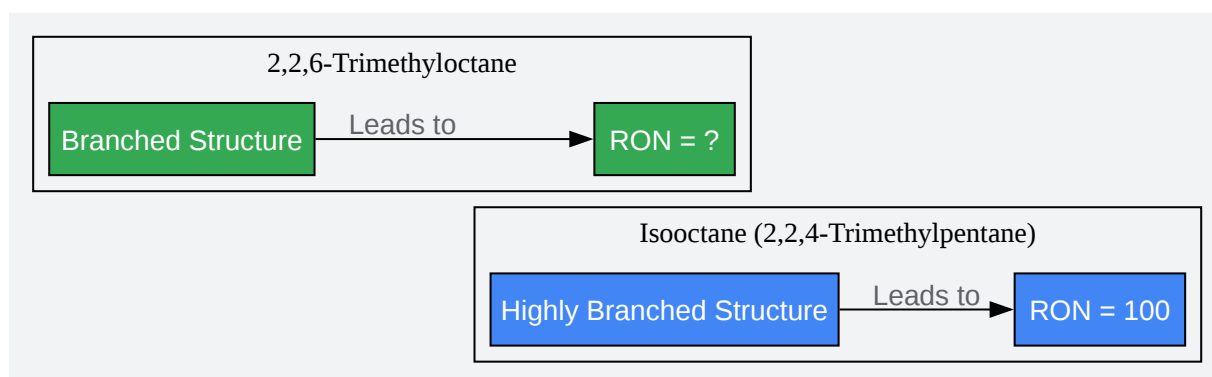 2,2,6-Trimethyloctane
Branched Structure
Leads to
RON = ?
Isooctane (2,2,4-Trimethylpentane)
Highly Branched Structure
Leads to
RON = 100